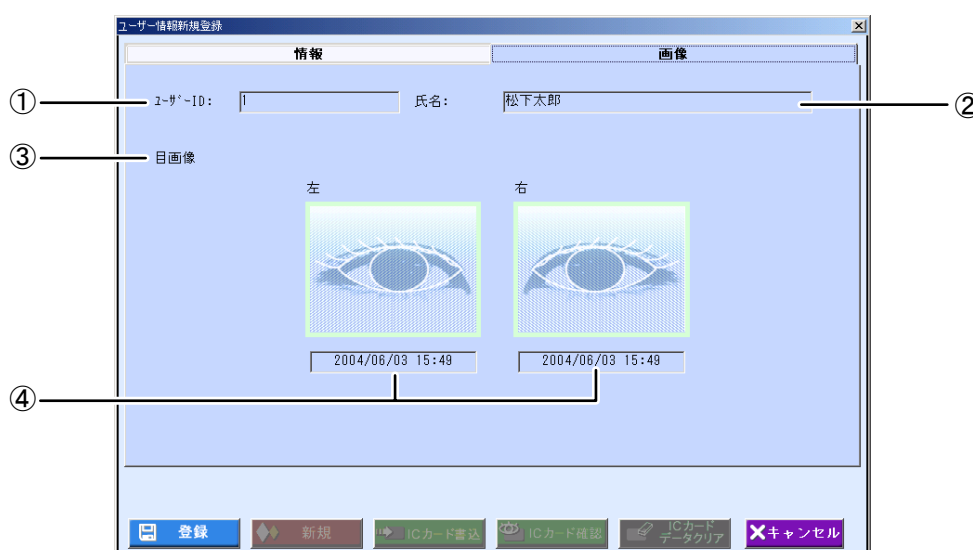 ユーザー情報新規登録
情報 画像
① ﾕｰｻﾞｰID: 1 氏名: 松下太郎 ②
③ 目画像
左 右
2004/06/03 15:49 2004/06/03 15:49
④
登録 新規 ICカード書込 ICカード確認 ICカード データクリア キャンセル